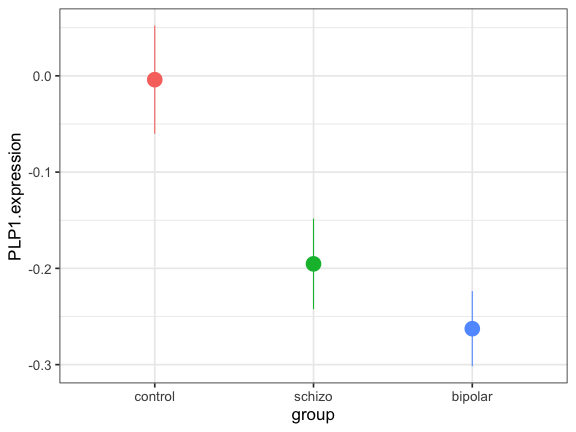 PLP1.expression
0.0
-0.1
-0.2
-0.3
control schizo bipolar
group